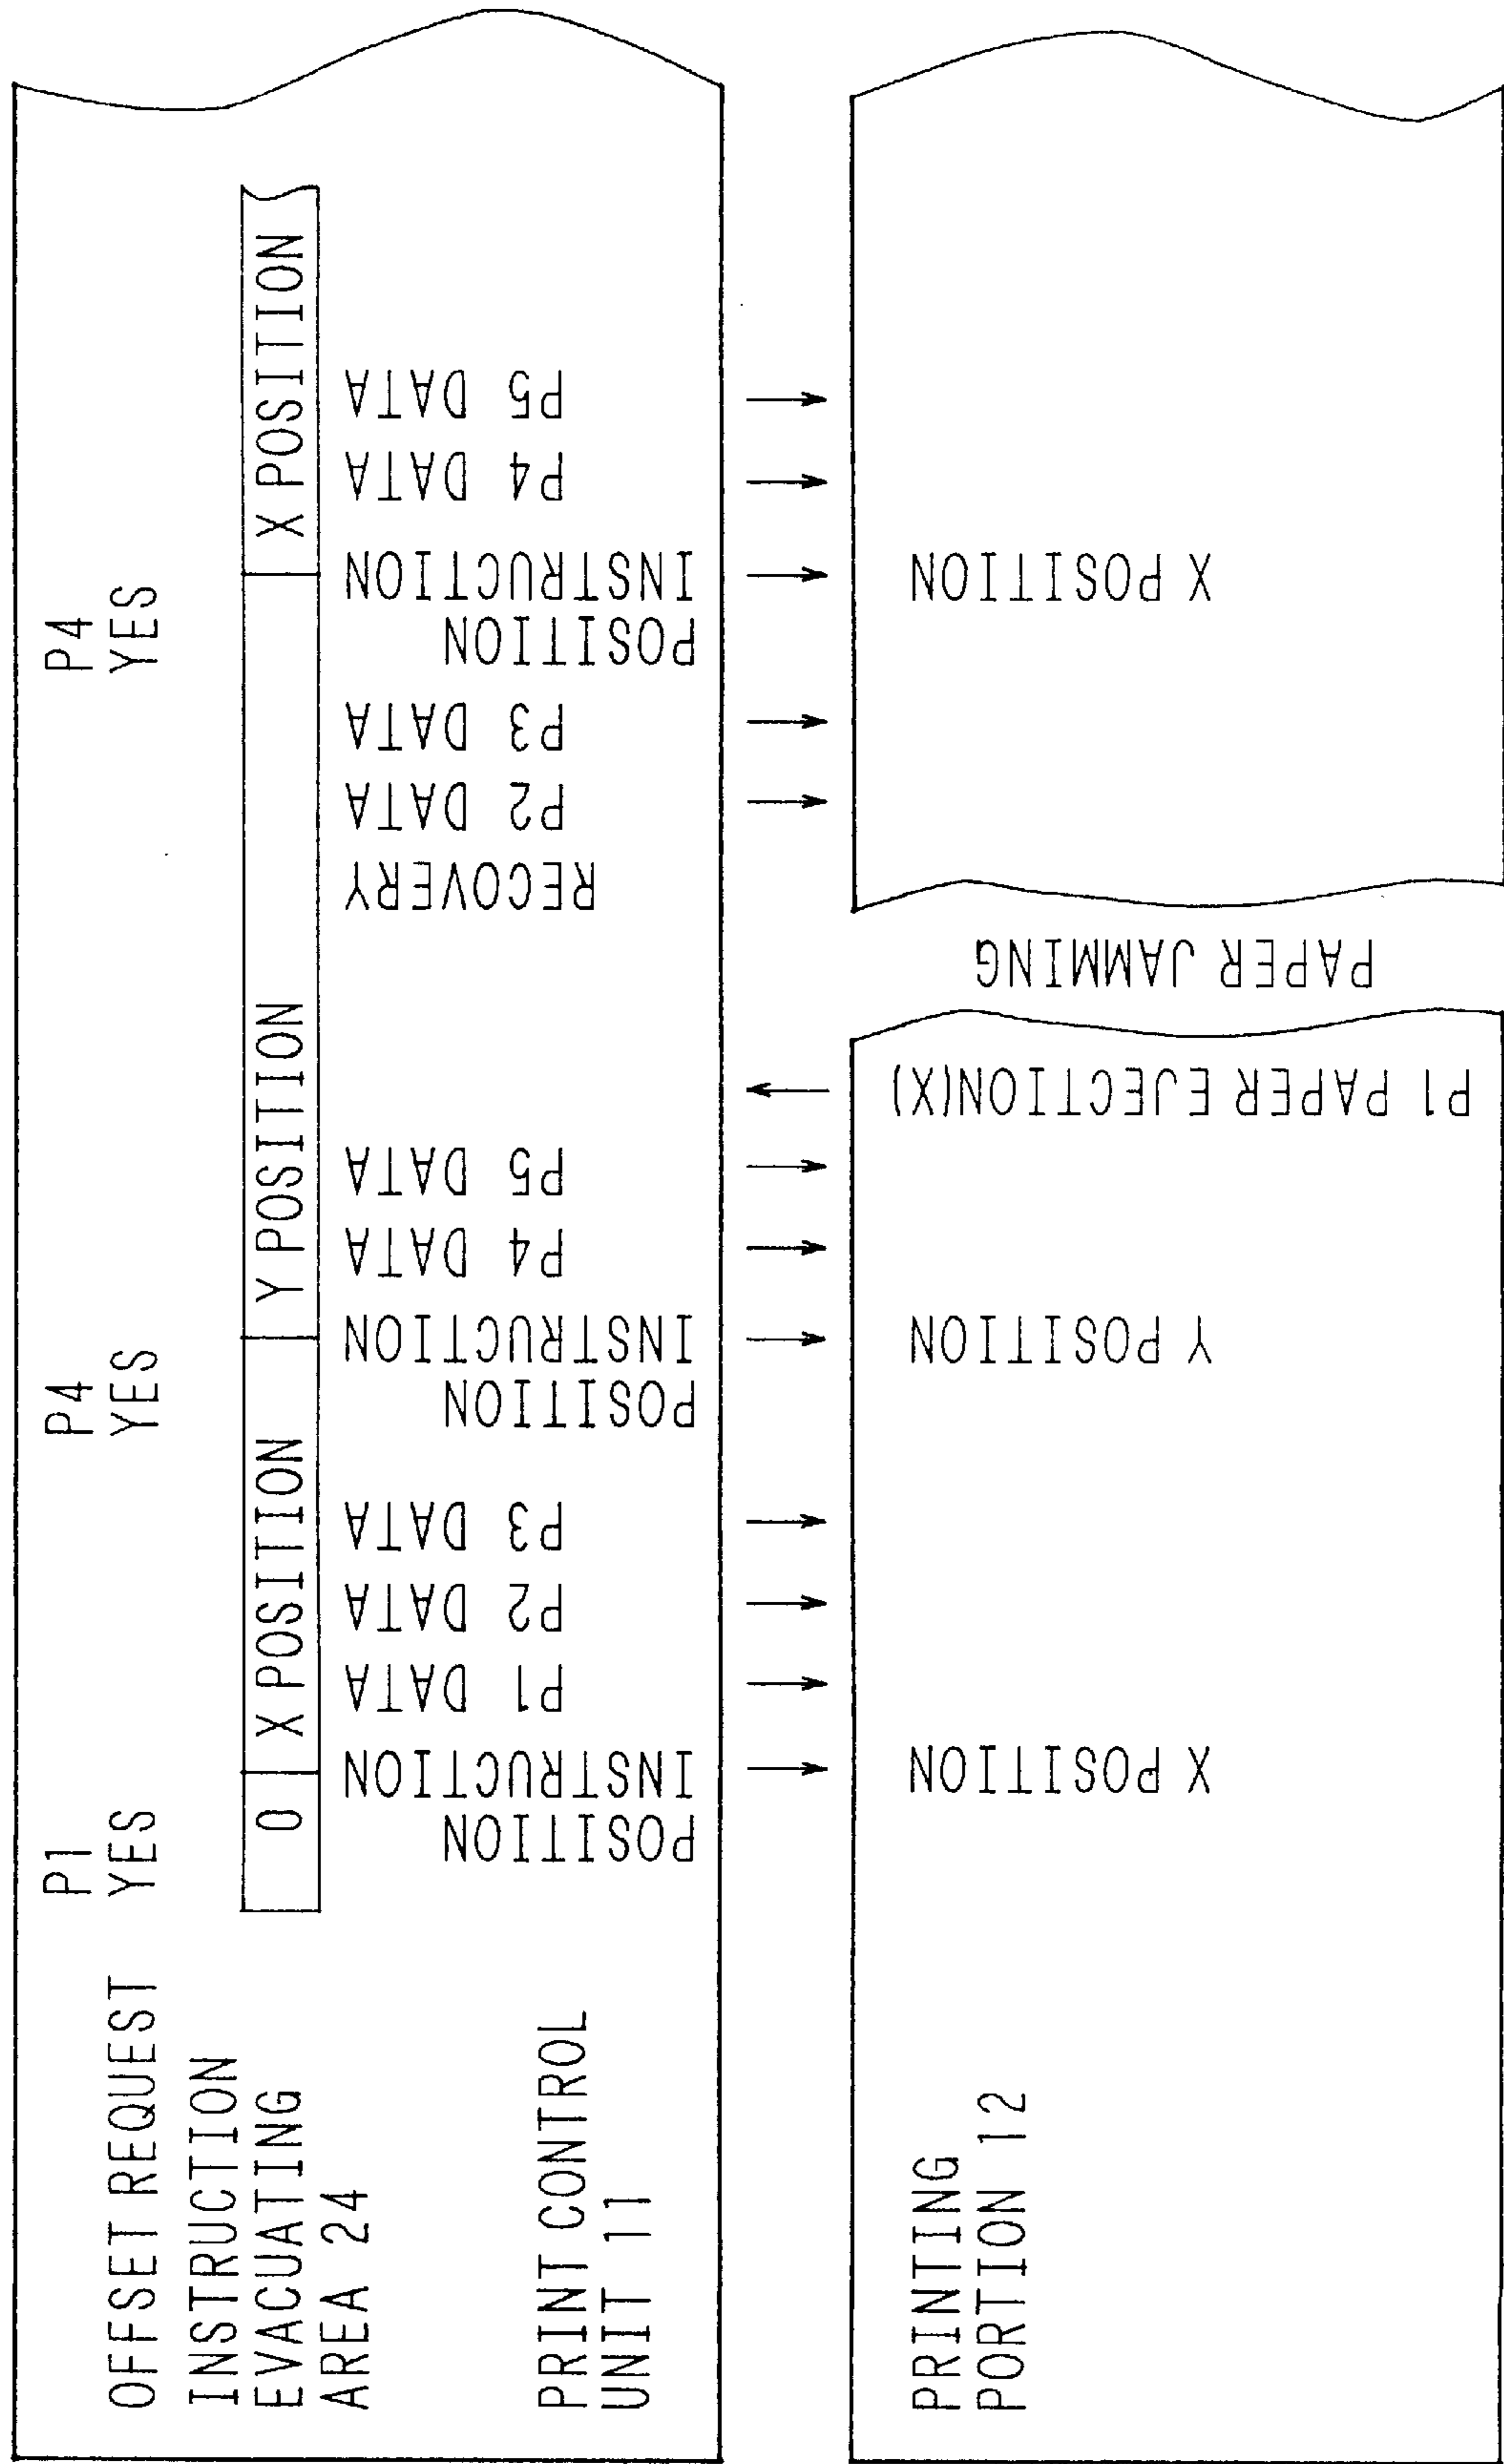 OFFSET REQUEST
P1
YES
P4
YES
P4
YES
INSTRUCTION
EVACUATING
AREA 24
0
X POSITION
Y POSITION
X POSITION
PRINT CONTROL
UNIT 11
POSITION
INSTRUCTION
P1 DATA
P2 DATA
P3 DATA
POSITION
INSTRUCTION
P4 DATA
P5 DATA
RECOVERY
P2 DATA
P3 DATA
POSITION
INSTRUCTION
P4 DATA
P5 DATA
PRINTING
PORTION 12
X POSITION
Y POSITION
P1 PAPER EJECTION(X)
PAPER JAMMING
X POSITION